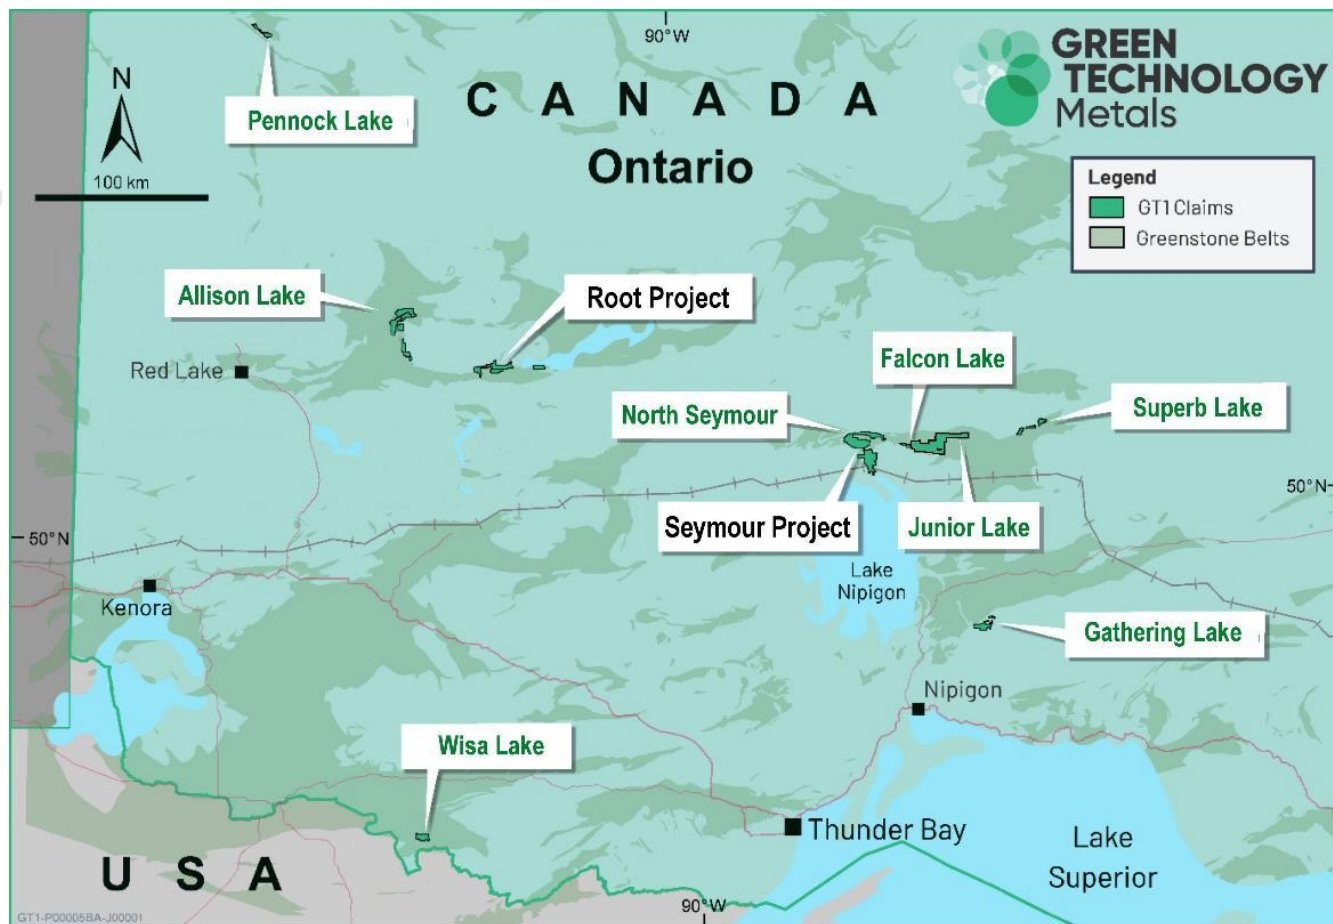 90°W
GREEN
TECHNOLOGY
Metals
N
CANADA
Pennock Lake
Ontario
100 km
Legend
GT1 Claims
Greenstone Belts
Allison Lake
Root Project
Red Lake
Falcon Lake
North Seymour
Superb Lake
50°N
Seymour Project
Junior Lake
50°N
Lake
Nipigon
Kenora
Gathering Lake
Nipigon
Wisa Lake
Thunder Bay
Lake
Superior
USA
90°W
GT1-P00005BA-J00001